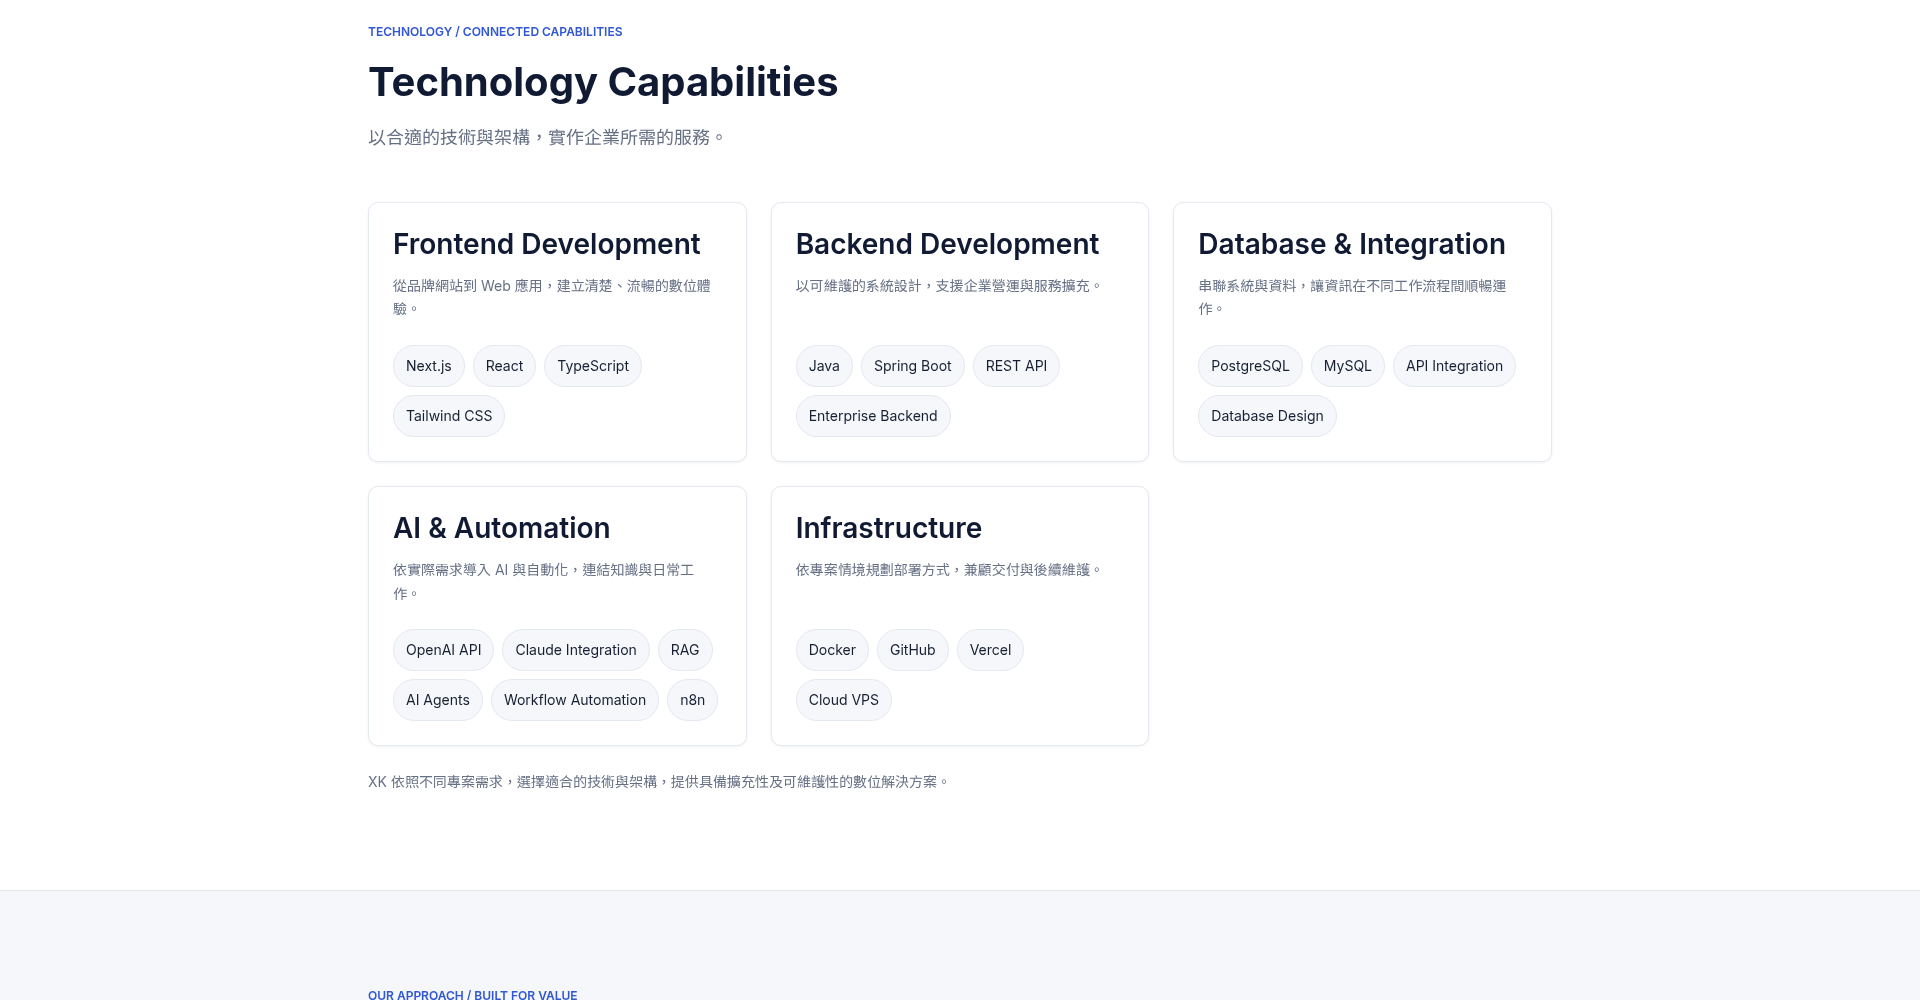 TECHNOLOGY / CONNECTED CAPABILITIES
Technology Capabilities
以合適的技術與架構，實作企業所需的服務。
Frontend Development
從品牌網站到 Web 應用，建立清楚、流暢的數位體
驗。
Next.js React TypeScript
Tailwind CSS
Backend Development
以可維護的系統設計，支援企業營運與服務擴充。
Java Spring Boot REST API
Enterprise Backend
Database & Integration
串聯系統與資料，讓資訊在不同工作流程間順暢運
作。
PostgreSQL MySQL API Integration
Database Design
AI & Automation
依實際需求導入 AI 與自動化，連結知識與日常工
作。
OpenAI API Claude Integration RAG
AI Agents Workflow Automation n8n
Infrastructure
依專案情境規劃部署方式，兼顧交付與後續維護。
Docker GitHub Vercel
Cloud VPS
XK 依照不同專案需求，選擇適合的技術與架構，提供具備擴充性及可維護性的數位解決方案。
OUR APPROACH / BUILT FOR VALUE